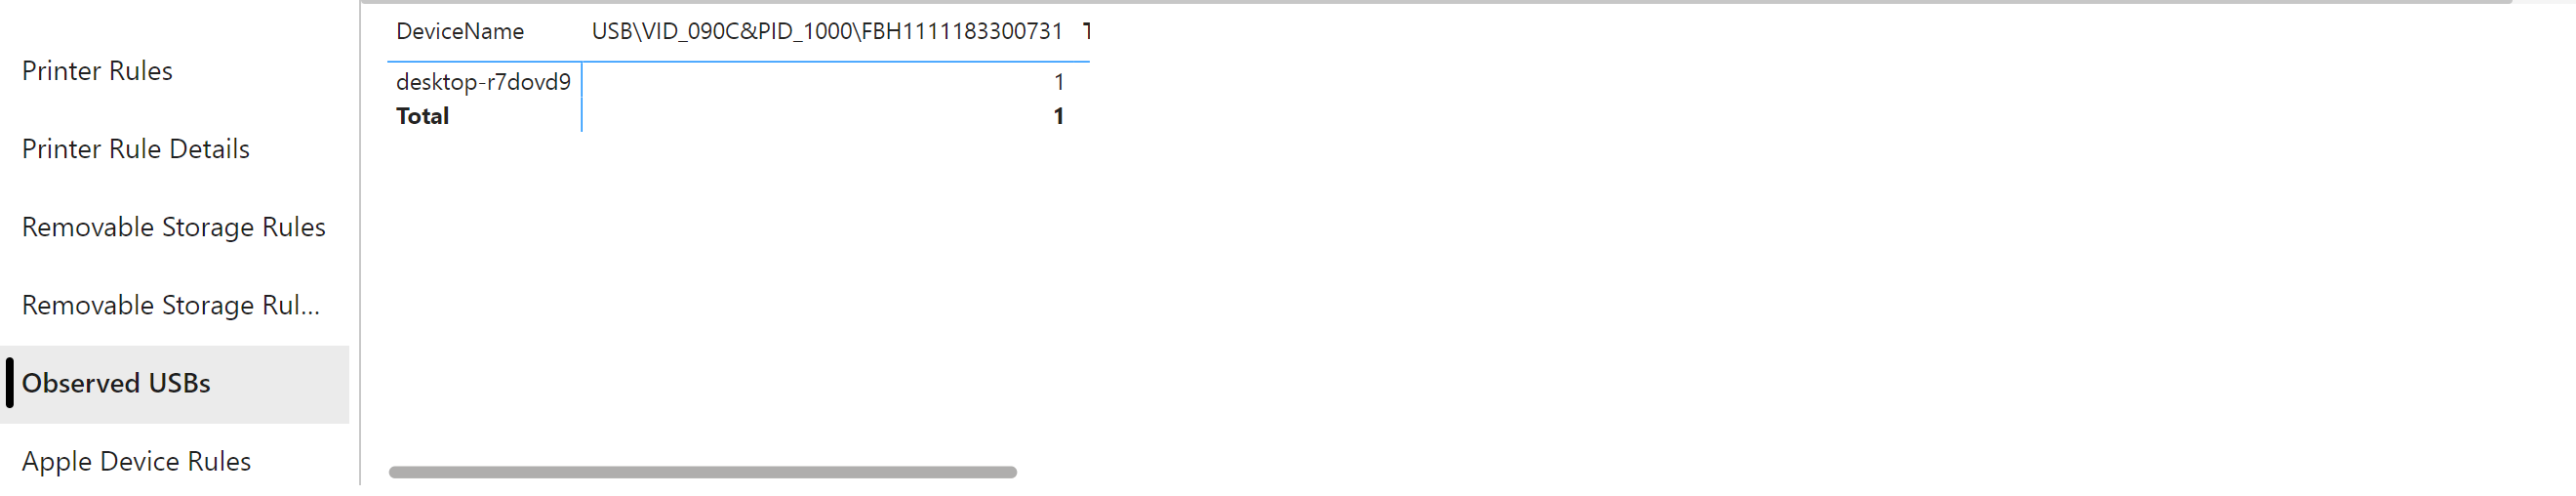 Printer Rules
Printer Rule Details
Removable Storage Rules
Removable Storage Rul...
Observed USBs
Apple Device Rules
DeviceName USB\VID_090C&PID_1000\FBH1111183300731
desktop-r7dovd9 1
Total 1